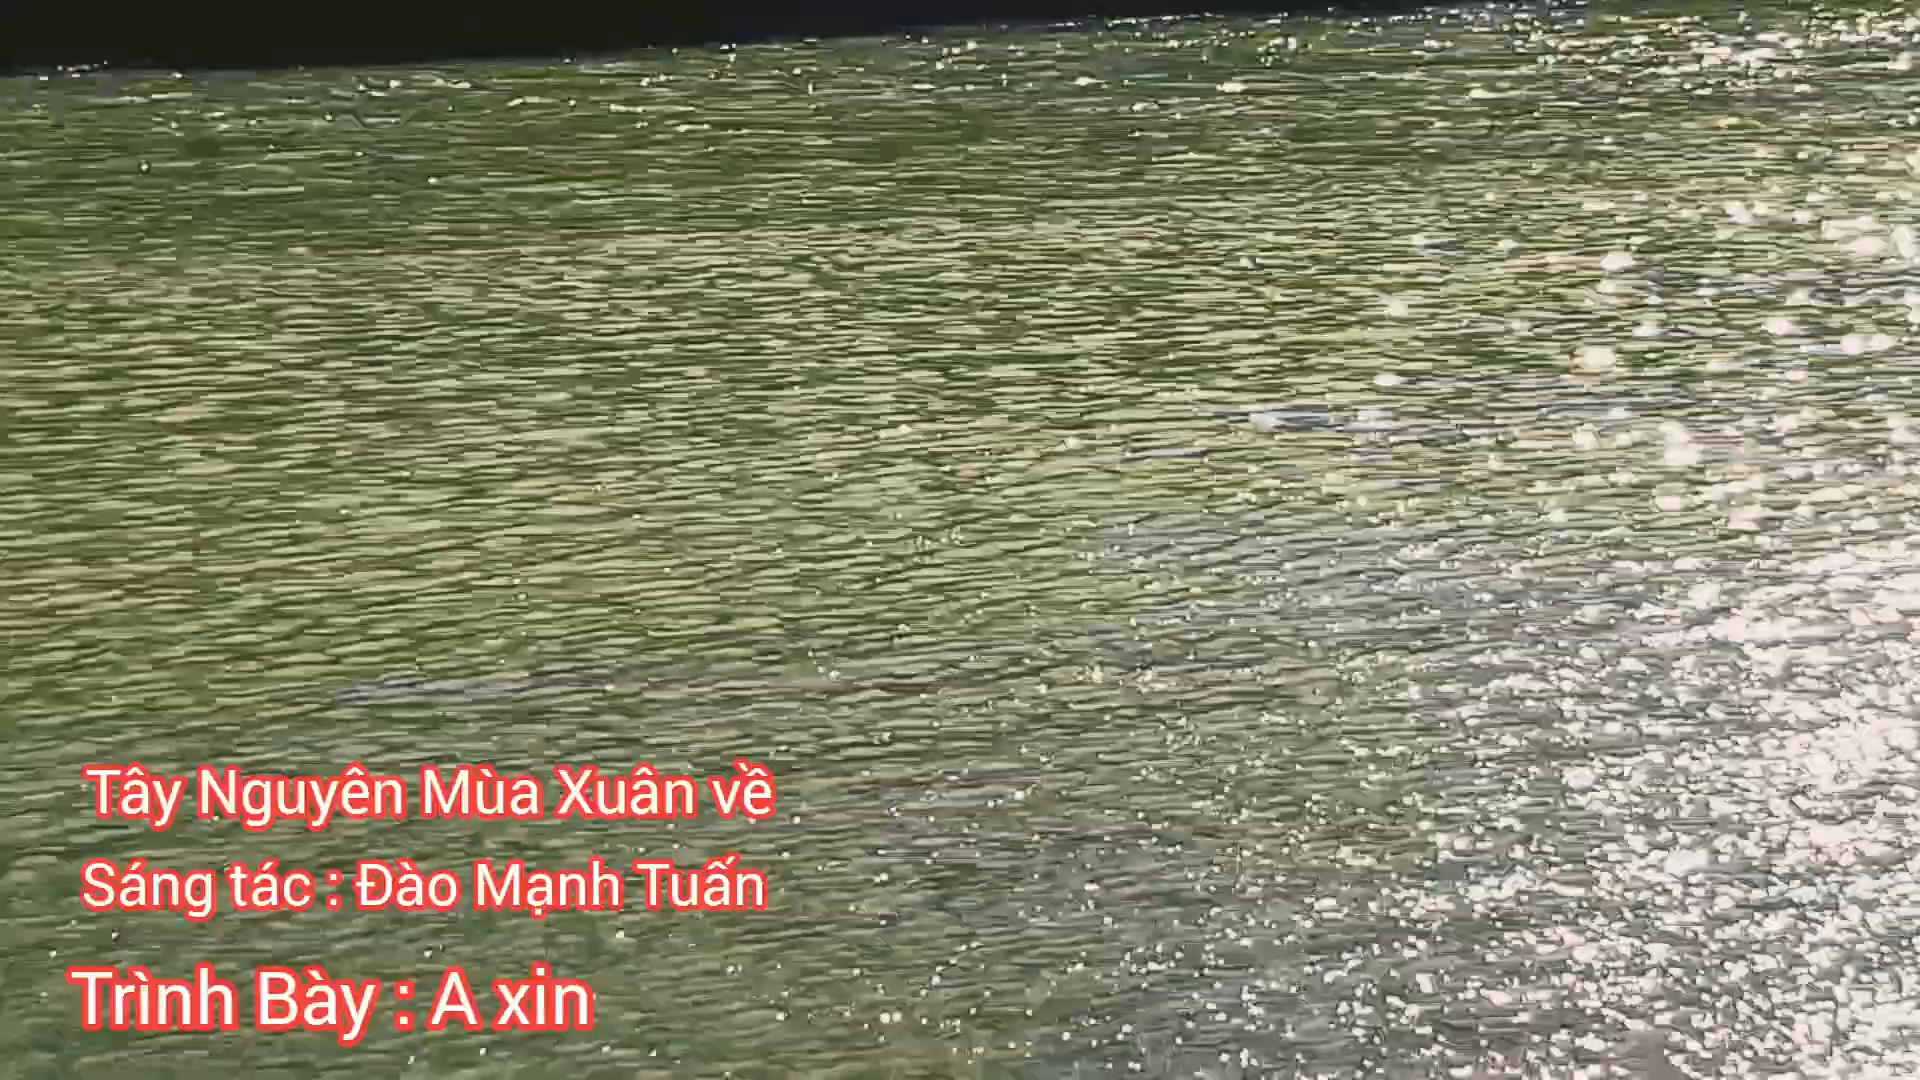 Tây Nguyên Mùa Xuân về
Sáng tác : Đào Mạnh Tuấn
Trình Bày : A xin